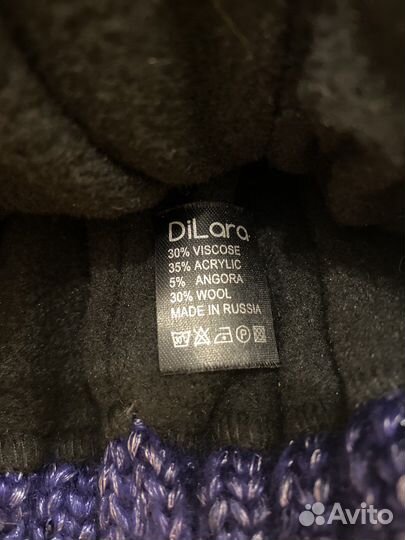 DiLara
30% VISCOSE
35% ACRYLIC
5% ANGORA
30% WOOL
MADE IN RUSSIA
P
Avito